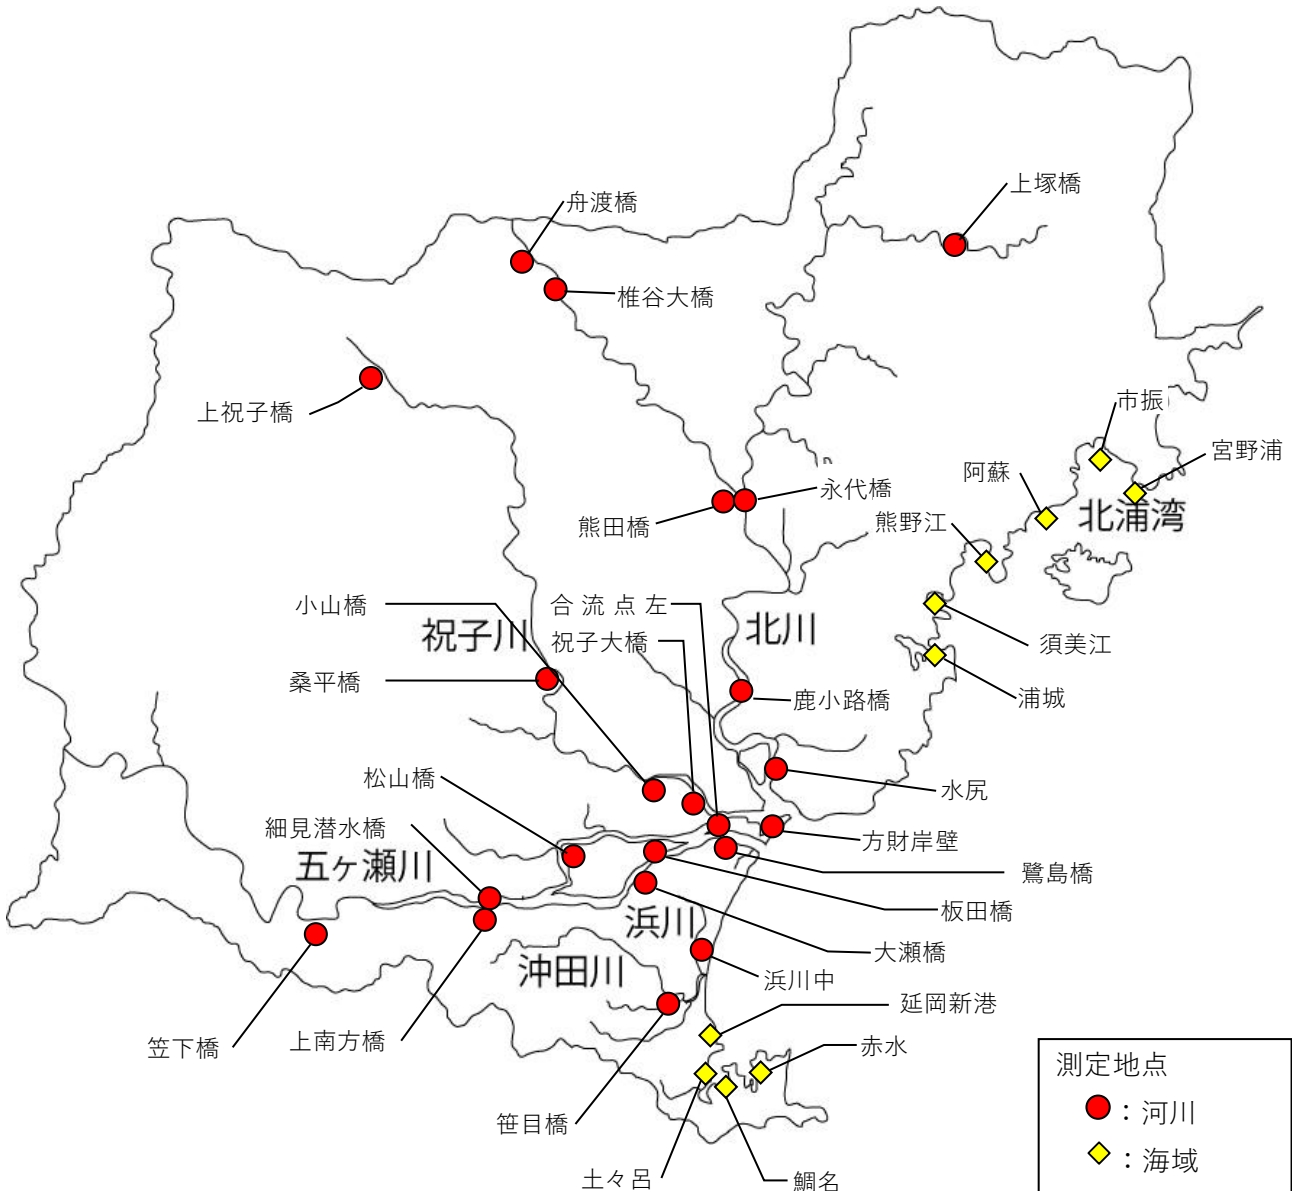 上塚橋
舟渡橋
椎谷大橋
上祝子橋
市振
宮野浦
阿蘇
永代橋
北浦湾
熊野江
熊田橋
小山橋
合流点左
祝子川
祝子大橋
北川
須美江
桑平橋
鹿小路橋
浦城
松山橋
水尻
細見潜水橋
方財岸壁
五ヶ瀬川
鷺島橋
板田橋
浜川
大瀬橋
沖田川
浜川中
延岡新港
笠下橋
上南方橋
赤水
測定地点
:河川
笹目橋
:海域
土々呂
鯛名